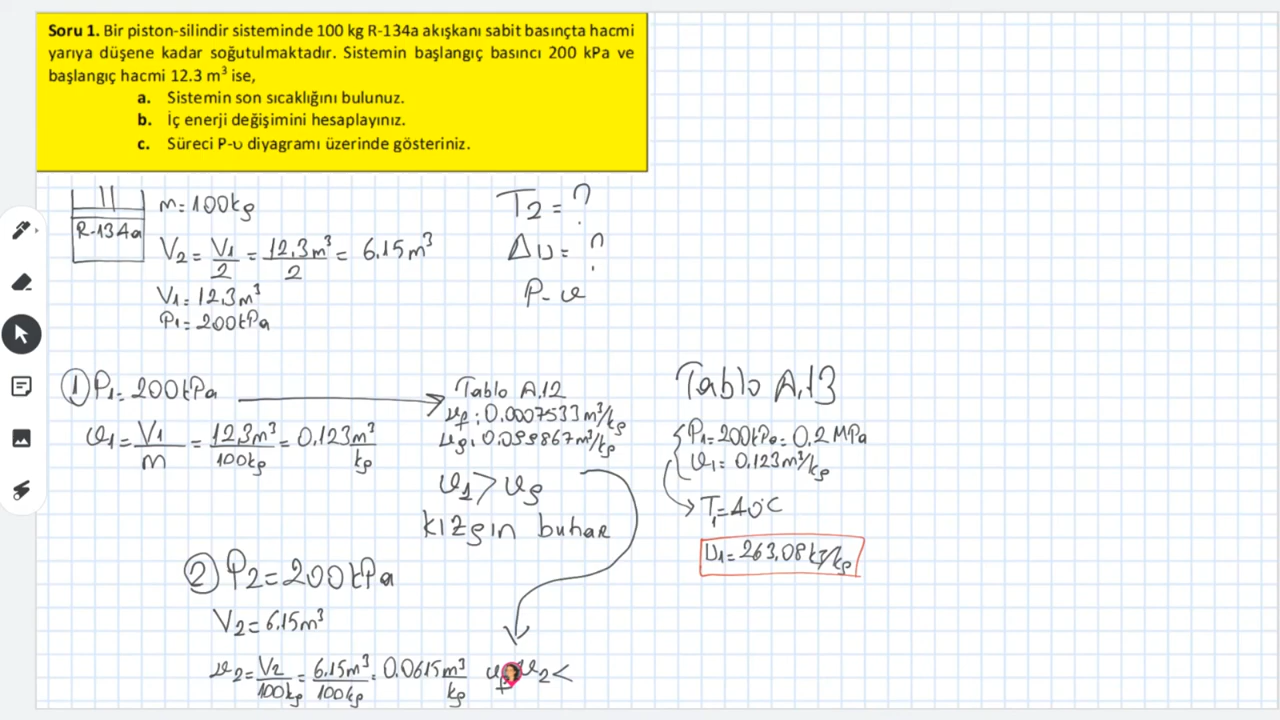 Soru 1. Bir piston-silindir sisteminde 100 kg R-134a akışkanı sabit basınçta hacmi
yarıya düşene kadar soğutulmaktadır. Sistemin başlangıç basıncı 200 kPa ve
başlangıç hacmi 12.3 m³ ise,
a. Sistemin son sıcaklığını bulunuz.
b. İç enerji değişimini hesaplayınız.
c. Süreci P-υ diyagramı üzerinde gösteriniz.
R-134a
m = 100kg
V2 = V1/2 = 12,3m³/2 = 6.15m³
V1 = 12,3m³
P1 = 200kPa
T2 = ?
ΔU = ?
P-υ
① P1 = 200kPa
υ1 = V1/m = 12,3m³/100kg = 0.123 m³/kg
Tablo A.12
υf: 0.0007533 m³/kg
υg: 0.099867 m³/kg
υ1 > υg
kızgın buhar
Tablo A.13
P1 = 200kPa = 0.2 MPa
υ1 = 0.123 m³/kg
T1 = 40°C
U1 = 263,08 kJ/kg
② P2 = 200kPa
V2 = 6.15m³
υ2 = V2/100kg = 6.15m³/100kg = 0.0615 m³/kg
υf υ2 <